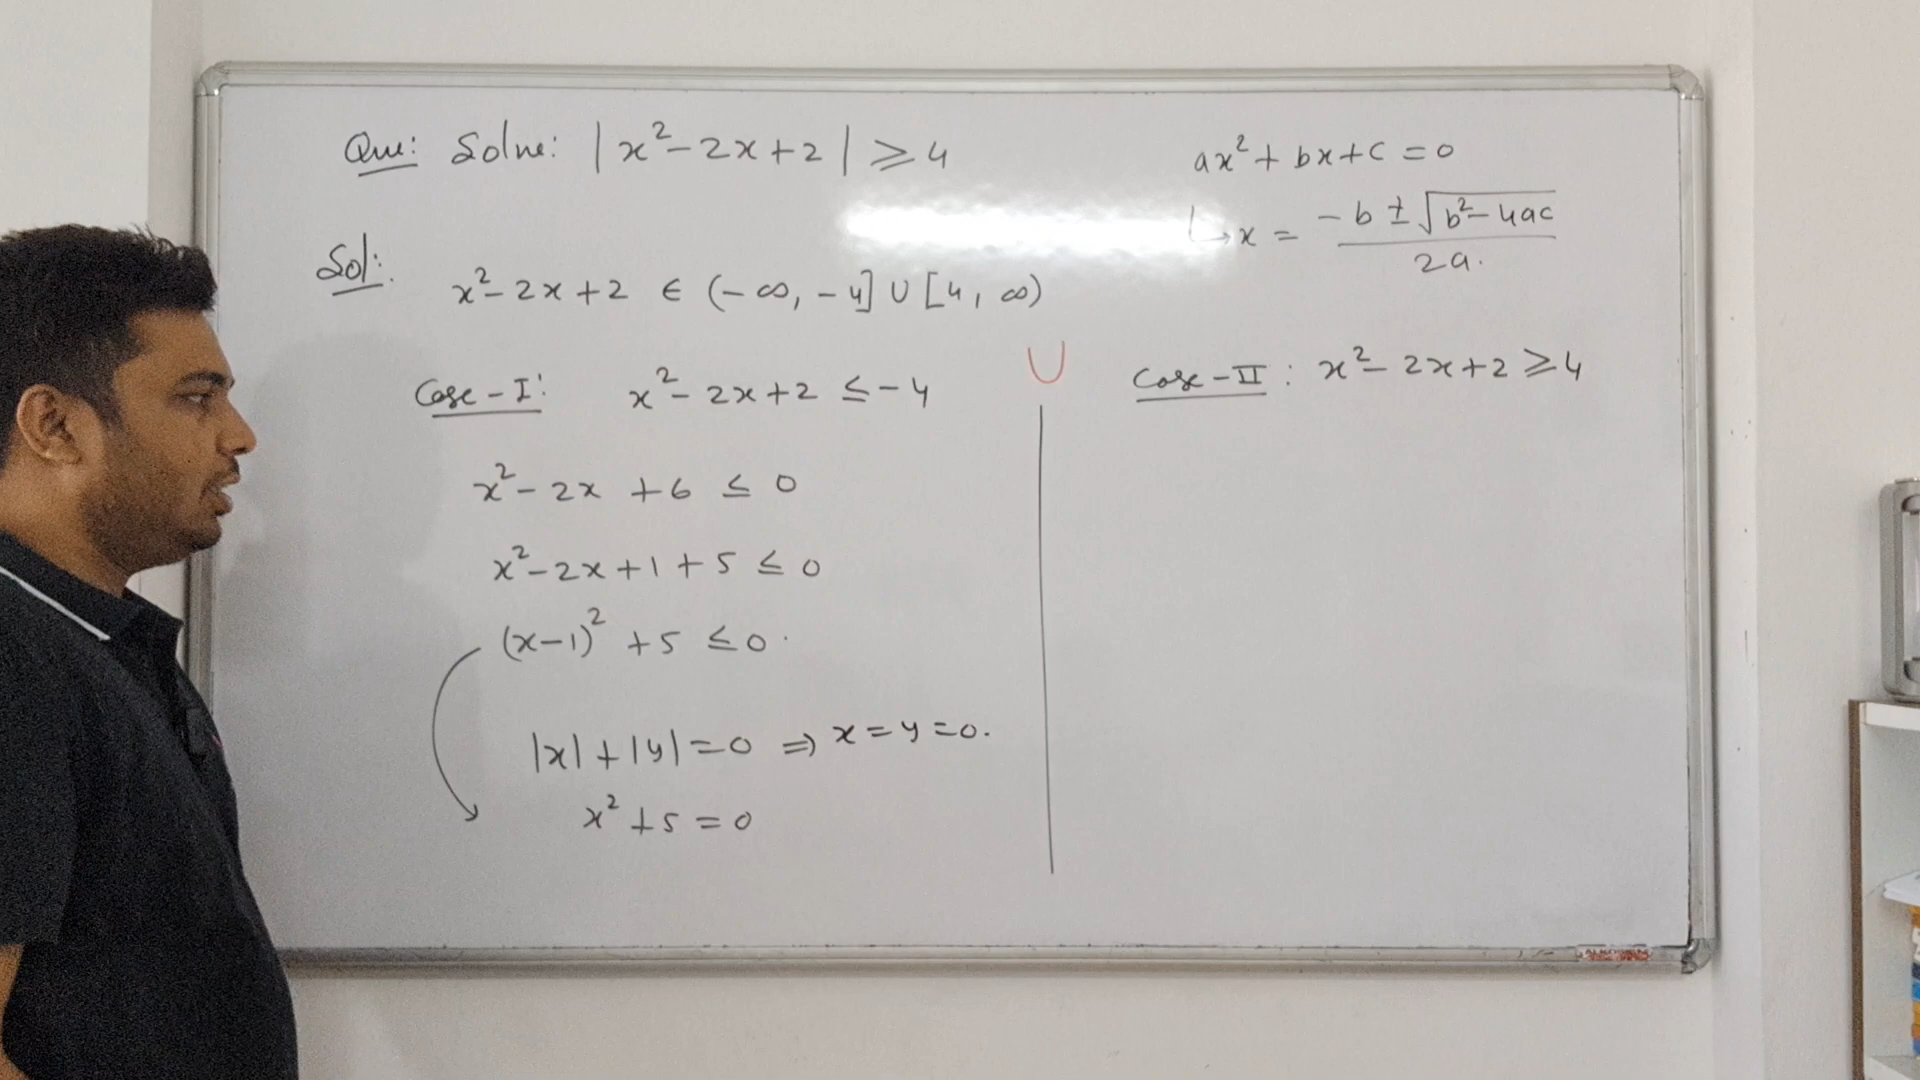 Que: Solve: |x²-2x+2| ≥ 4
Sol:.
x²-2x+2 ∈ (-∞, -4] ∪ [4, ∞)
Case-I: x²-2x+2 ≤ -4
x²-2x+6 ≤ 0
x²-2x+1+5 ≤ 0
(x-1)²+5 ≤ 0.
|x|+|y|=0 ⇒ x=y=0.
x²+5=0
∪
ax²+bx+c=0
↳ x = (-b ± √(b²-4ac))/2a.
Case-II: x²-2x+2 ≥ 4